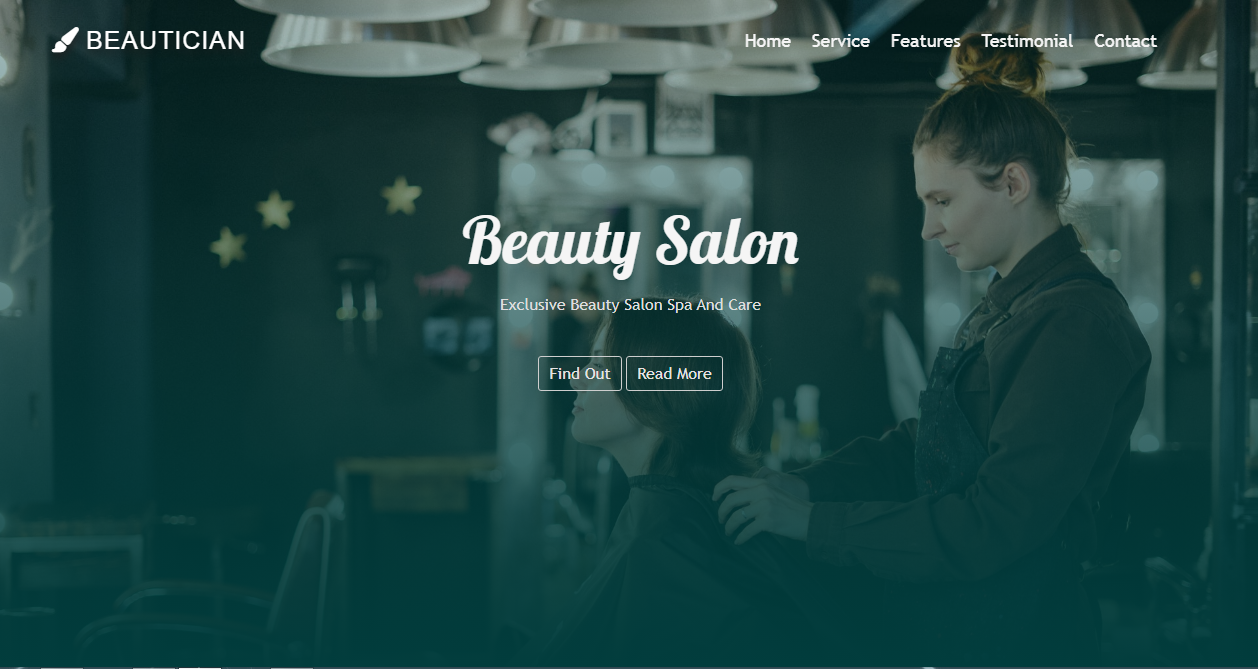 BEAUTICIAN
Home Service Features Testimonial Contact
Beauty Salon
Exclusive Beauty Salon Spa And Care
Find Out Read More